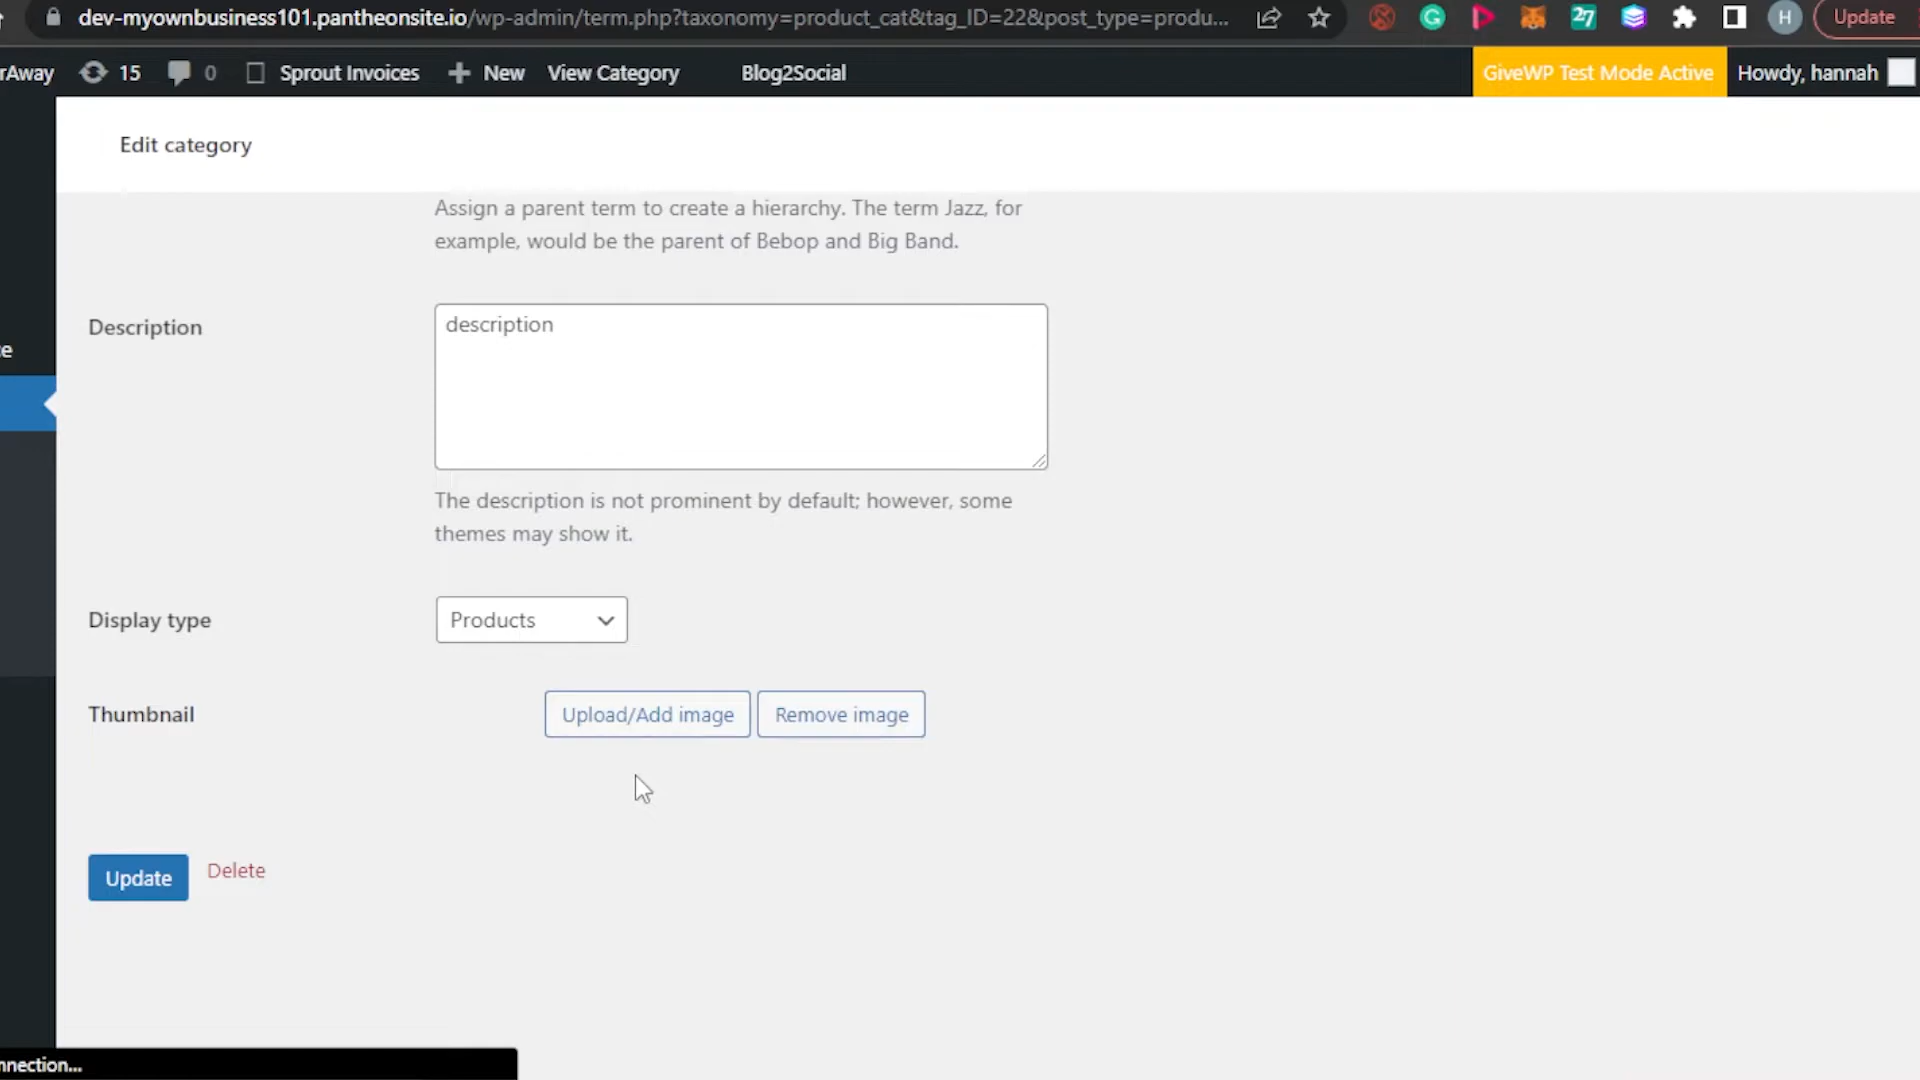 dev-myownbusiness101.pantheonsite.io/wp-admin/term.php?taxonomy=product_cat&tag_ID=22&post_type=produ...
G
27
H
Update
rAway
15
0
Sprout Invoices
New
View Category
Blog2Social
GiveWP Test Mode Active
Howdy, hannah
Edit category
Assign a parent term to create a hierarchy. The term Jazz, for
example, would be the parent of Bebop and Big Band.
Description
description
The description is not prominent by default; however, some
themes may show it.
Display type
Products
Thumbnail
Upload/Add image
Remove image
Update
Delete
nnection...